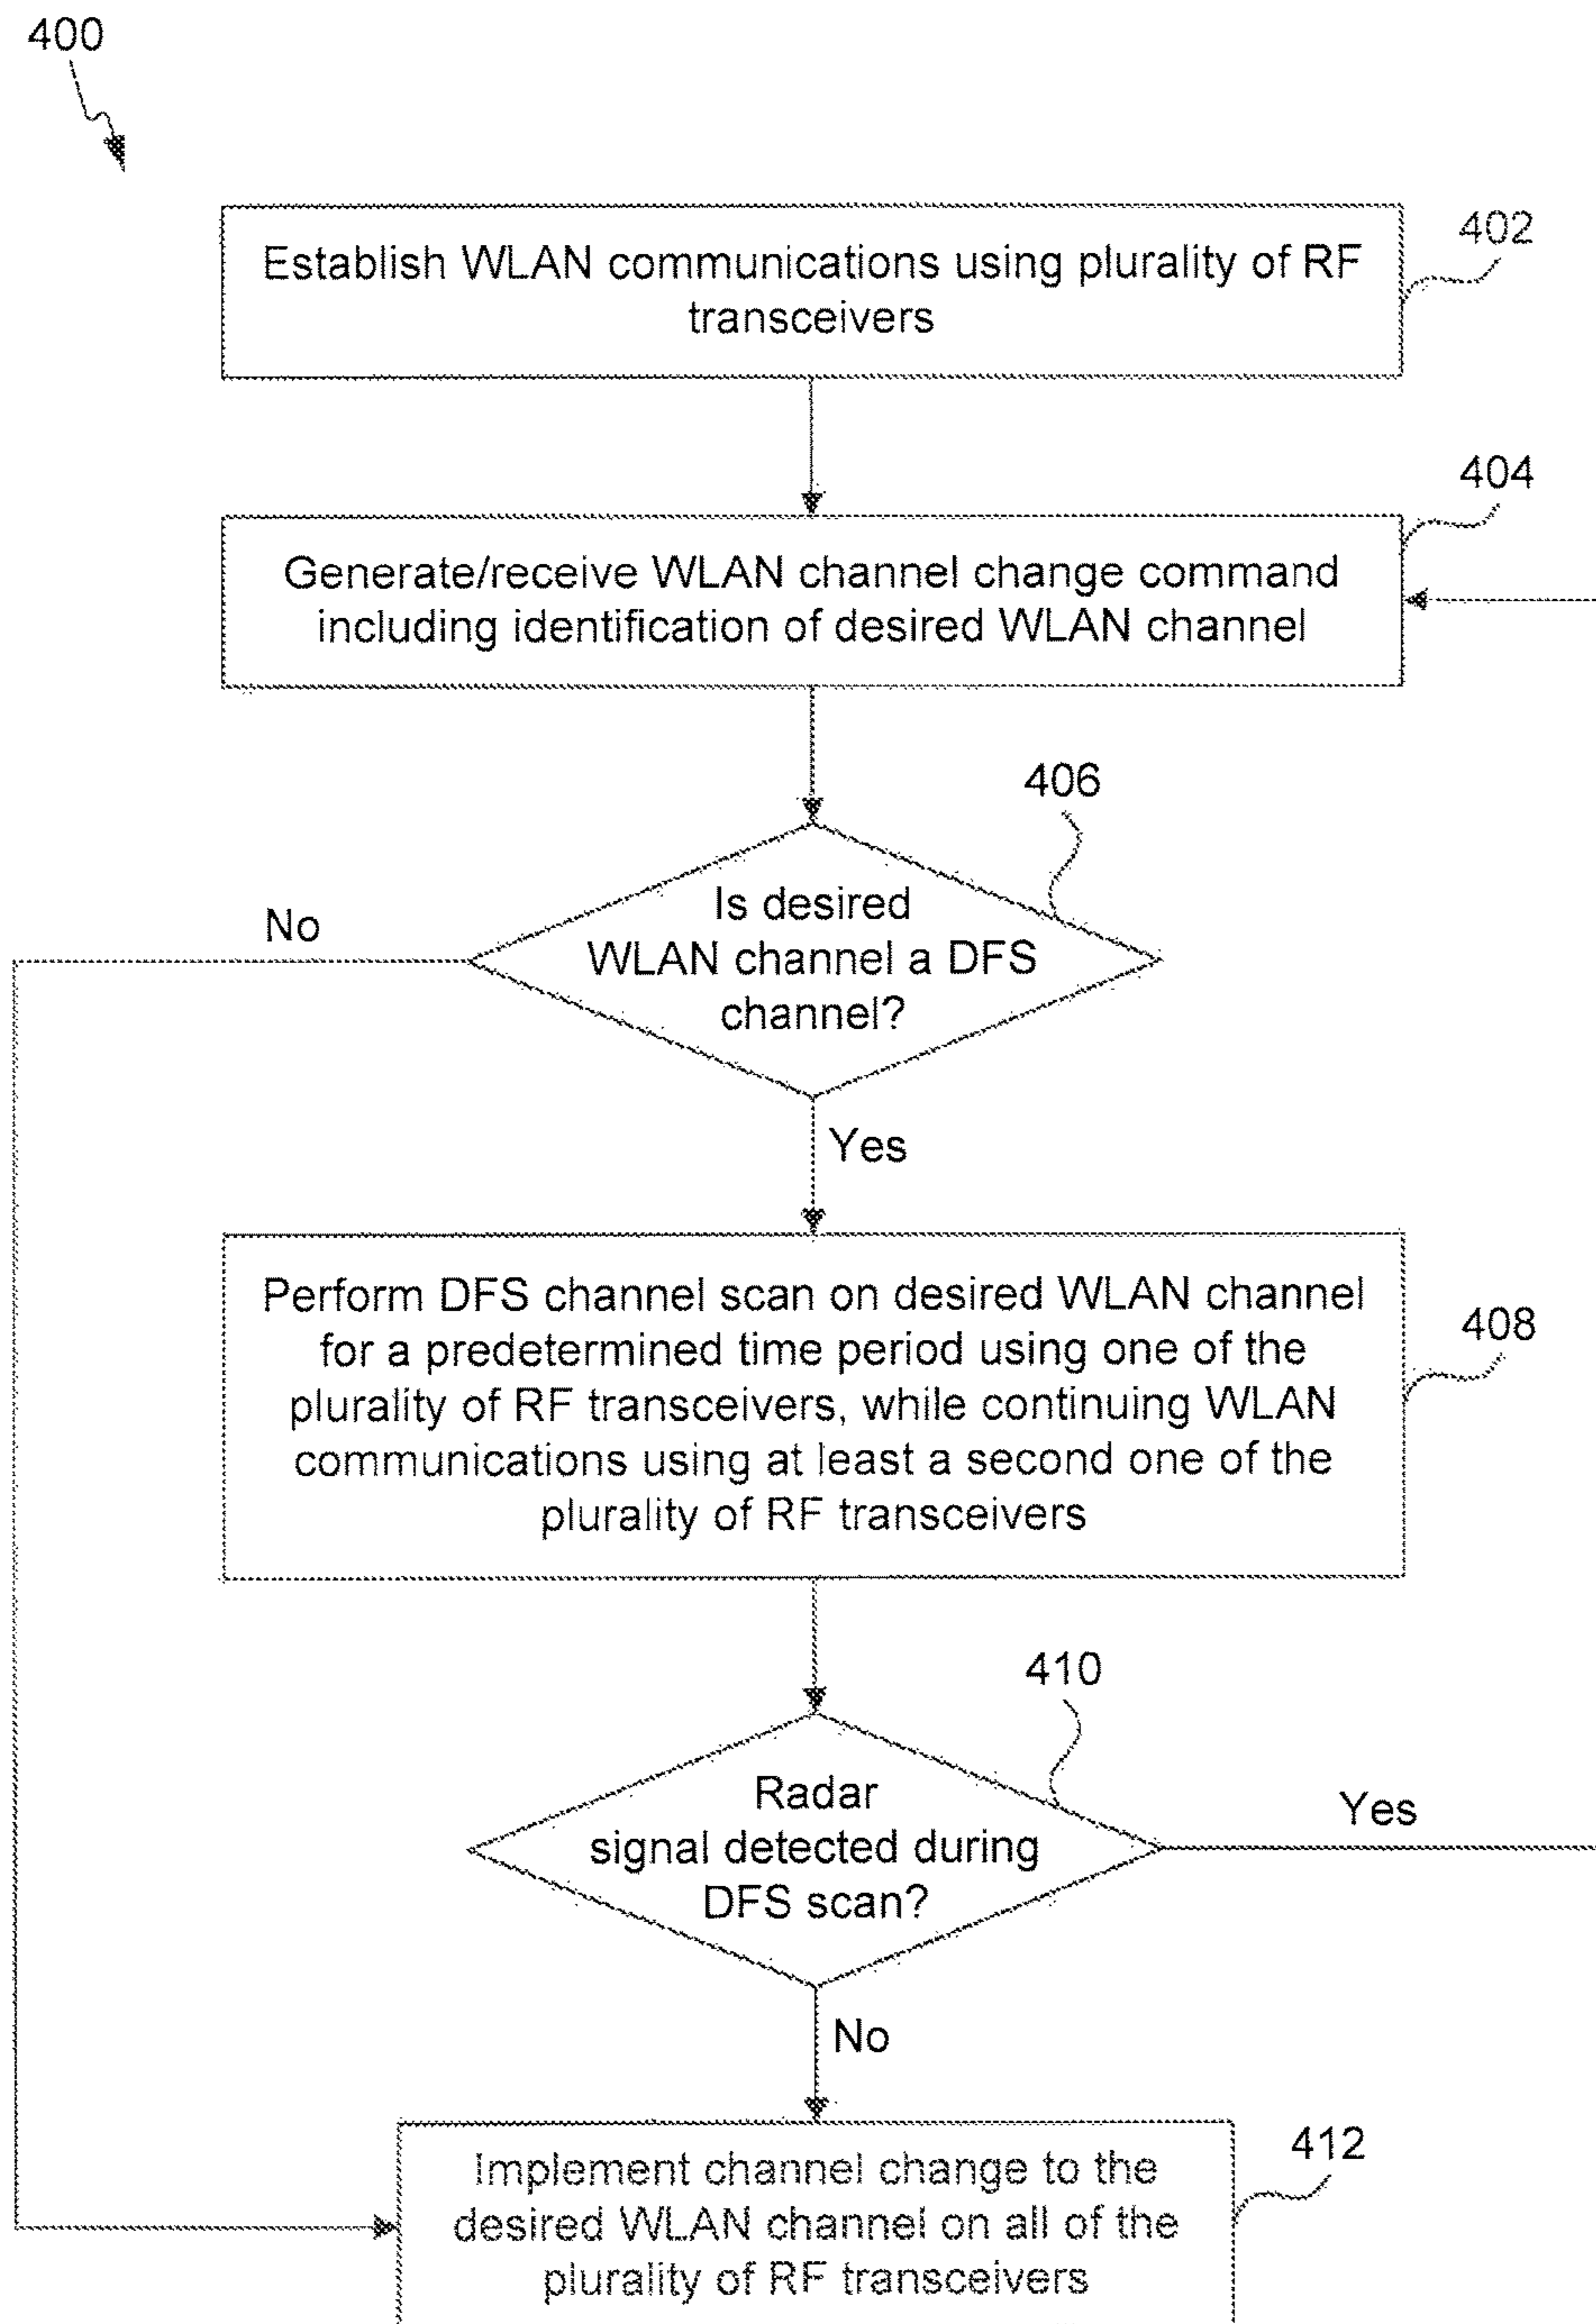 400
402
Establish WLAN communications using plurality of RF
transceivers
404
Generate/receive WLAN channel change command
including identification of desired WLAN channel
406
Is desired
WLAN channel a DFS
channel?
No
Yes
Perform DFS channel scan on desired WLAN channel
for a predetermined time period using one of the
plurality of RF transceivers, while continuing WLAN
communications using at least a second one of the
plurality of RF transceivers
408
410
Radar
signal detected during
DFS scan?
Yes
No
412
Implement channel change to the
desired WLAN channel on all of the
plurality of RF transceivers